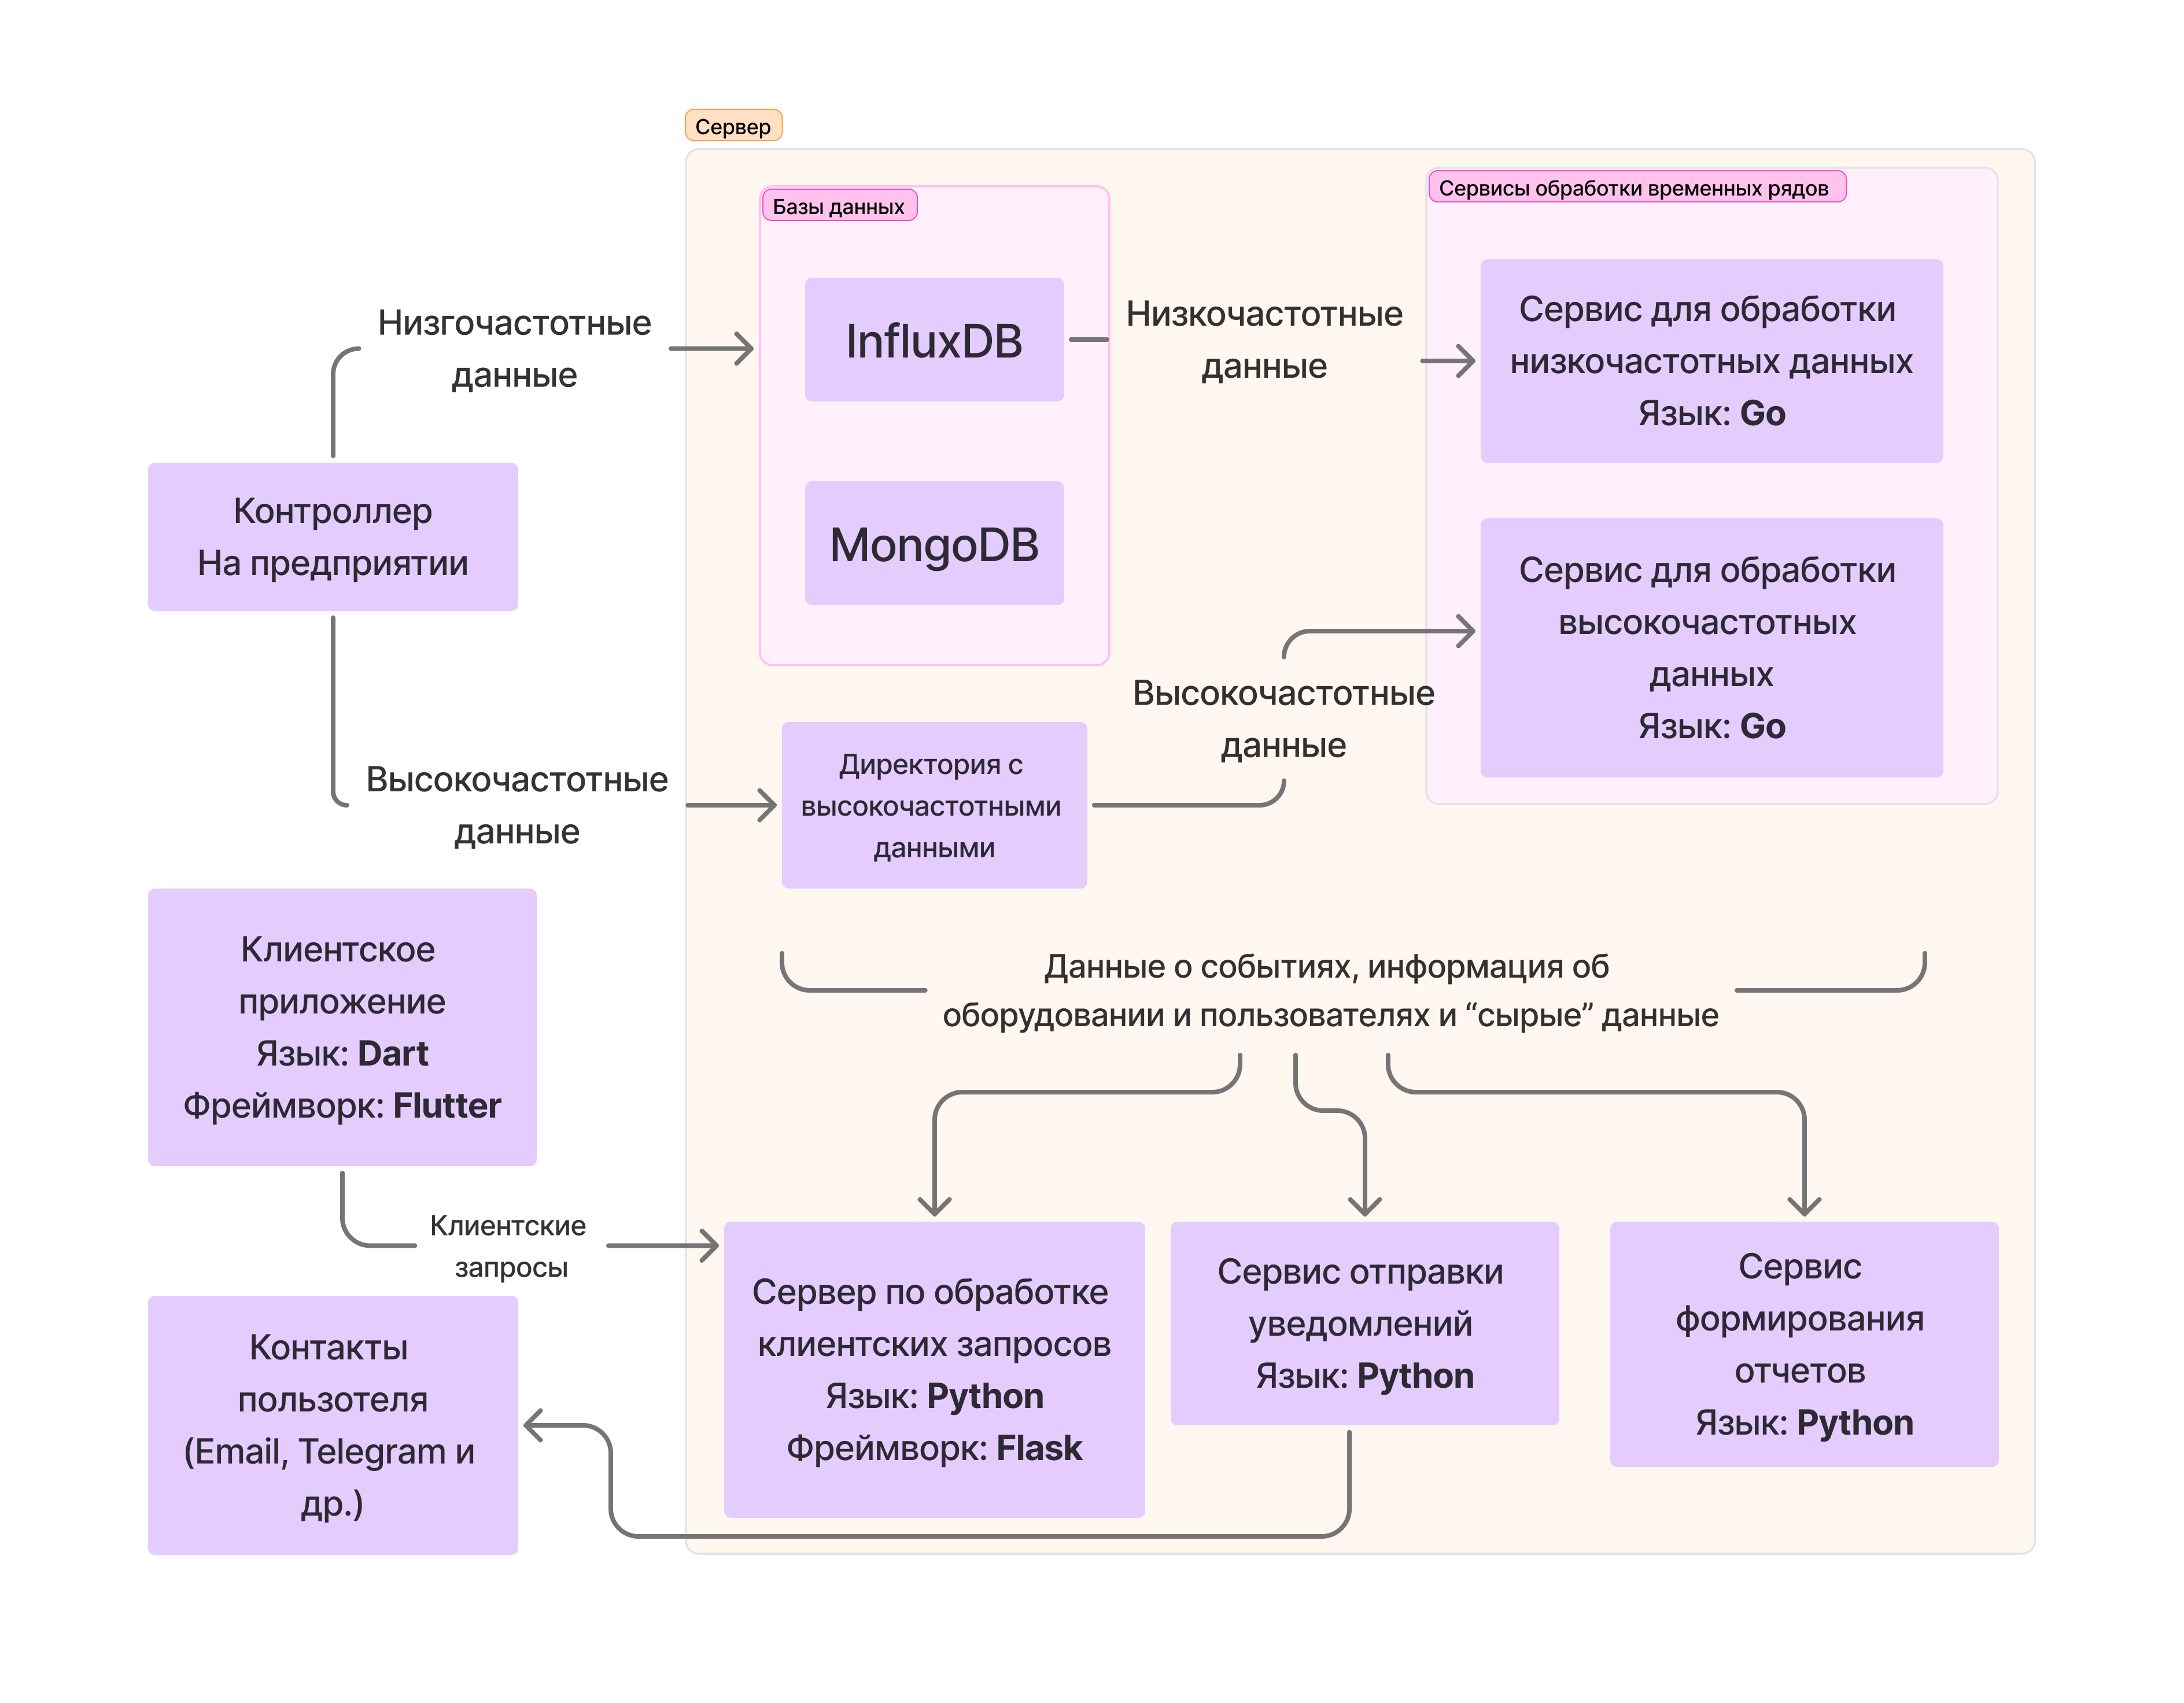 Сервер
Базы данных
Сервисы обработки временных рядов
InfluxDB
MongoDB
Низгочастотные
данные
Низкочастотные
данные
Сервис для обработки
низкочастотных данных
Язык: Go
Контроллер
На предприятии
Сервис для обработки
высокочастотных
данных
Язык: Go
Высокочастотные
данные
Высокочастотные
данные
Директория с
высокочастотными
данными
Клиентское
приложение
Язык: Dart
Фреймворк: Flutter
Данные о событиях, информация об
оборудовании и пользователях и “сырые” данные
Клиентские
запросы
Сервер по обработке
клиентских запросов
Язык: Python
Фреймворк: Flask
Сервис отправки
уведомлений
Язык: Python
Сервис
формирования
отчетов
Язык: Python
Контакты
пользотеля
(Email, Telegram и
др.)